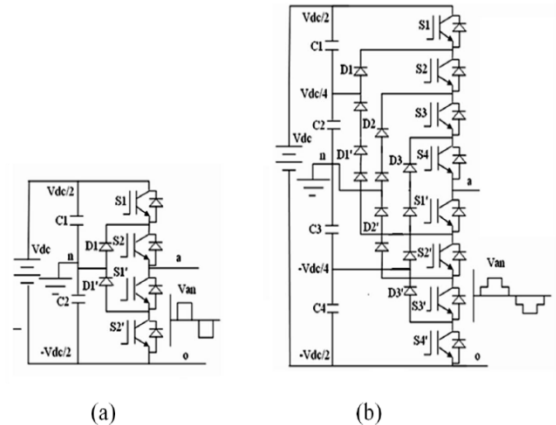 Vdc/2
S1
C1
Vdc
D1
S2
n
a
S1'
D1'
C2
Van
S2'
-Vdc/2
o
(a)
Vdc/2
S1
C1
D1
S2
Vdc/4
S3
C2
D2
Vdc
D1'
D3
S4
n
a
S1'
D2'
C3
S2'
-Vdc/4
Van
D3'
S3'
C4
-Vdc/2
S4'
o
(b)